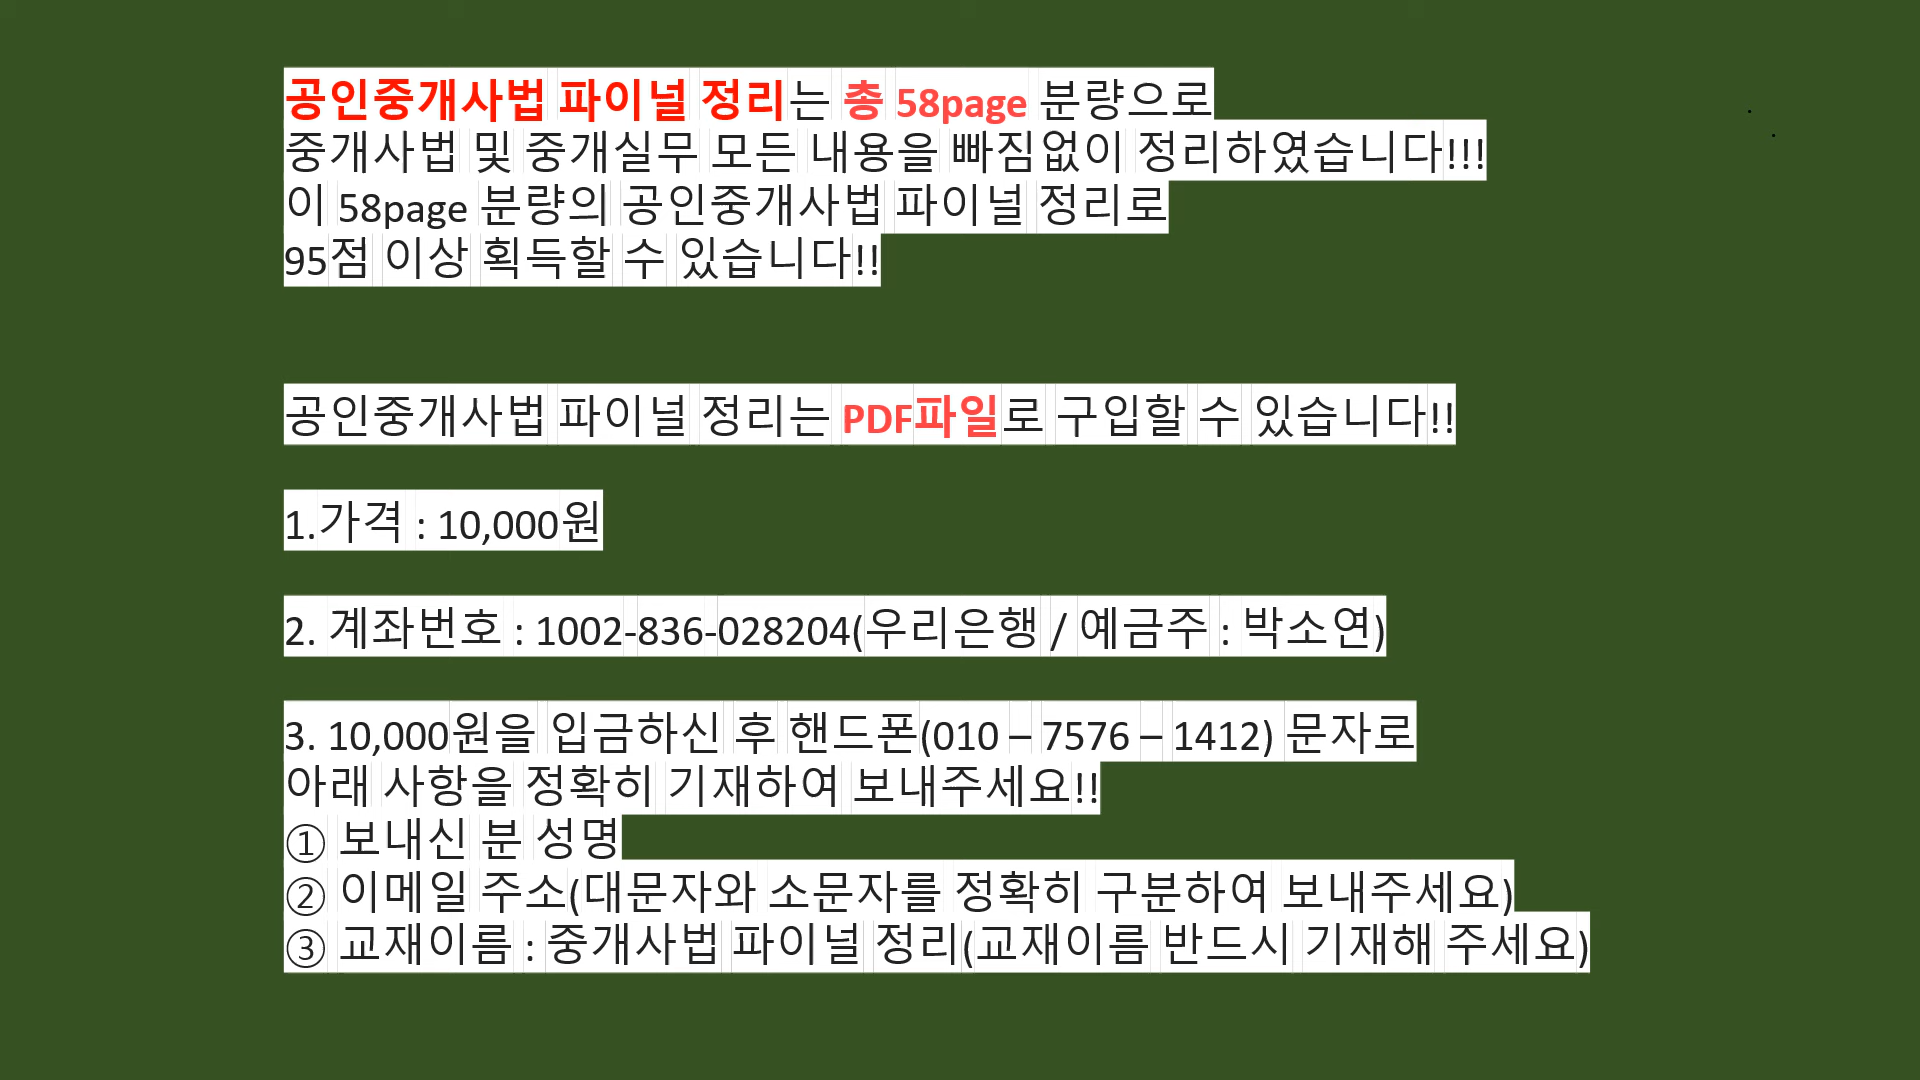 공인중개사법 파이널 정리는 총 58page 분량으로
중개사법 및 중개실무 모든 내용을 빠짐없이 정리하였습니다!!!
이 58page 분량의 공인중개사법 파이널 정리로
95점 이상 획득할 수 있습니다!!
공인중개사법 파이널 정리는 PDF파일로 구입할 수 있습니다!!
1.가격 : 10,000원
2. 계좌번호 : 1002-836-028204(우리은행 / 예금주 : 박소연)
3. 10,000원을 입금하신 후 핸드폰(010 – 7576 – 1412) 문자로
아래 사항을 정확히 기재하여 보내주세요!!
① 보내신 분 성명
② 이메일 주소(대문자와 소문자를 정확히 구분하여 보내주세요)
③ 교재이름 : 중개사법 파이널 정리(교재이름 반드시 기재해 주세요)